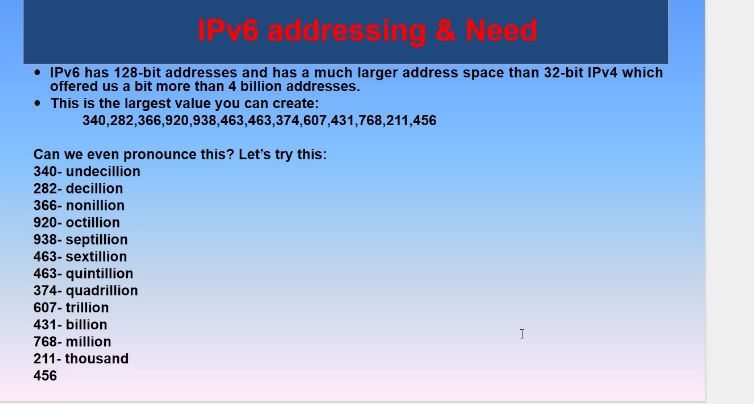 IPv6 addressing & Need
• IPv6 has 128-bit addresses and has a much larger address space than 32-bit IPv4 which
offered us a bit more than 4 billion addresses.
• This is the largest value you can create:
340,282,366,920,938,463,463,374,607,431,768,211,456
Can we even pronounce this? Let's try this:
340- undecillion
282- decillion
366- nonillion
920- octillion
938- septillion
463- sextillion
463- quintillion
374- quadrillion
607- trillion
431- billion
768- million
211- thousand
456